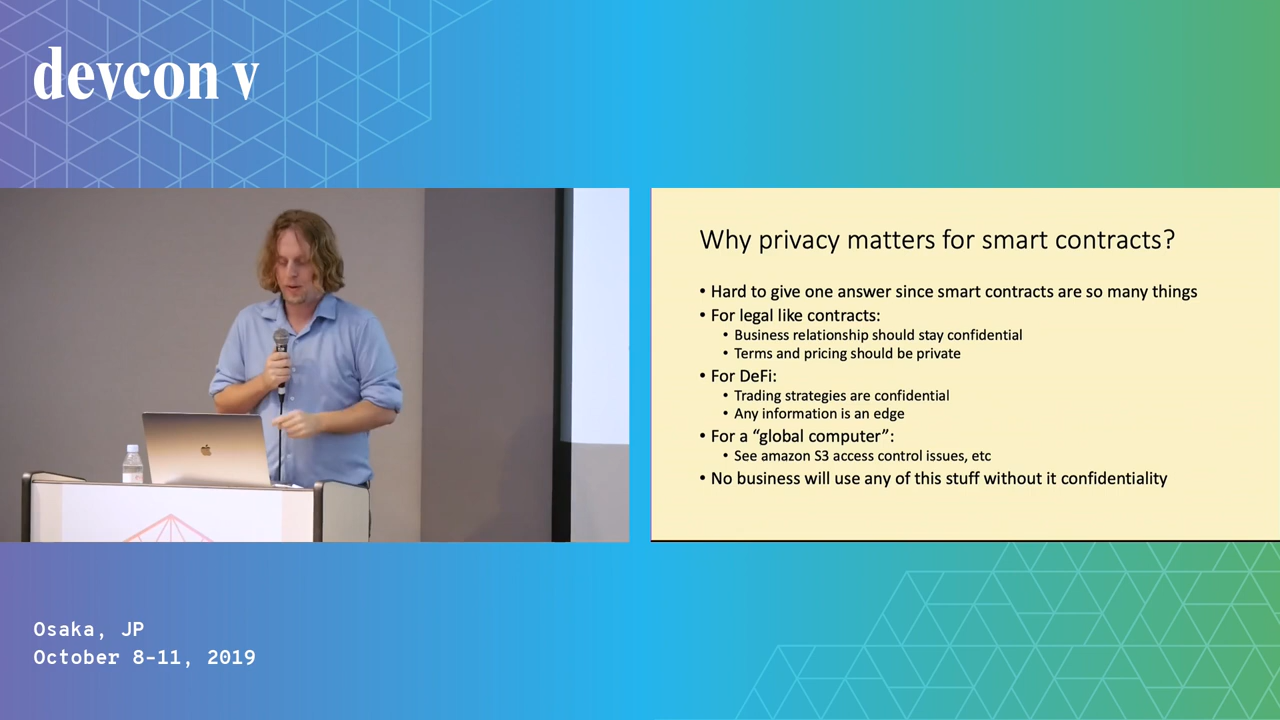 devcon v
Why privacy matters for smart contracts?
• Hard to give one answer since smart contracts are so many things
• For legal like contracts:
• Business relationship should stay confidential
• Terms and pricing should be private
• For DeFi:
• Trading strategies are confidential
• Any information is an edge
• For a “global computer”:
• See amazon S3 access control issues, etc
• No business will use any of this stuff without it confidentiality
Osaka, JP
October 8-11, 2019